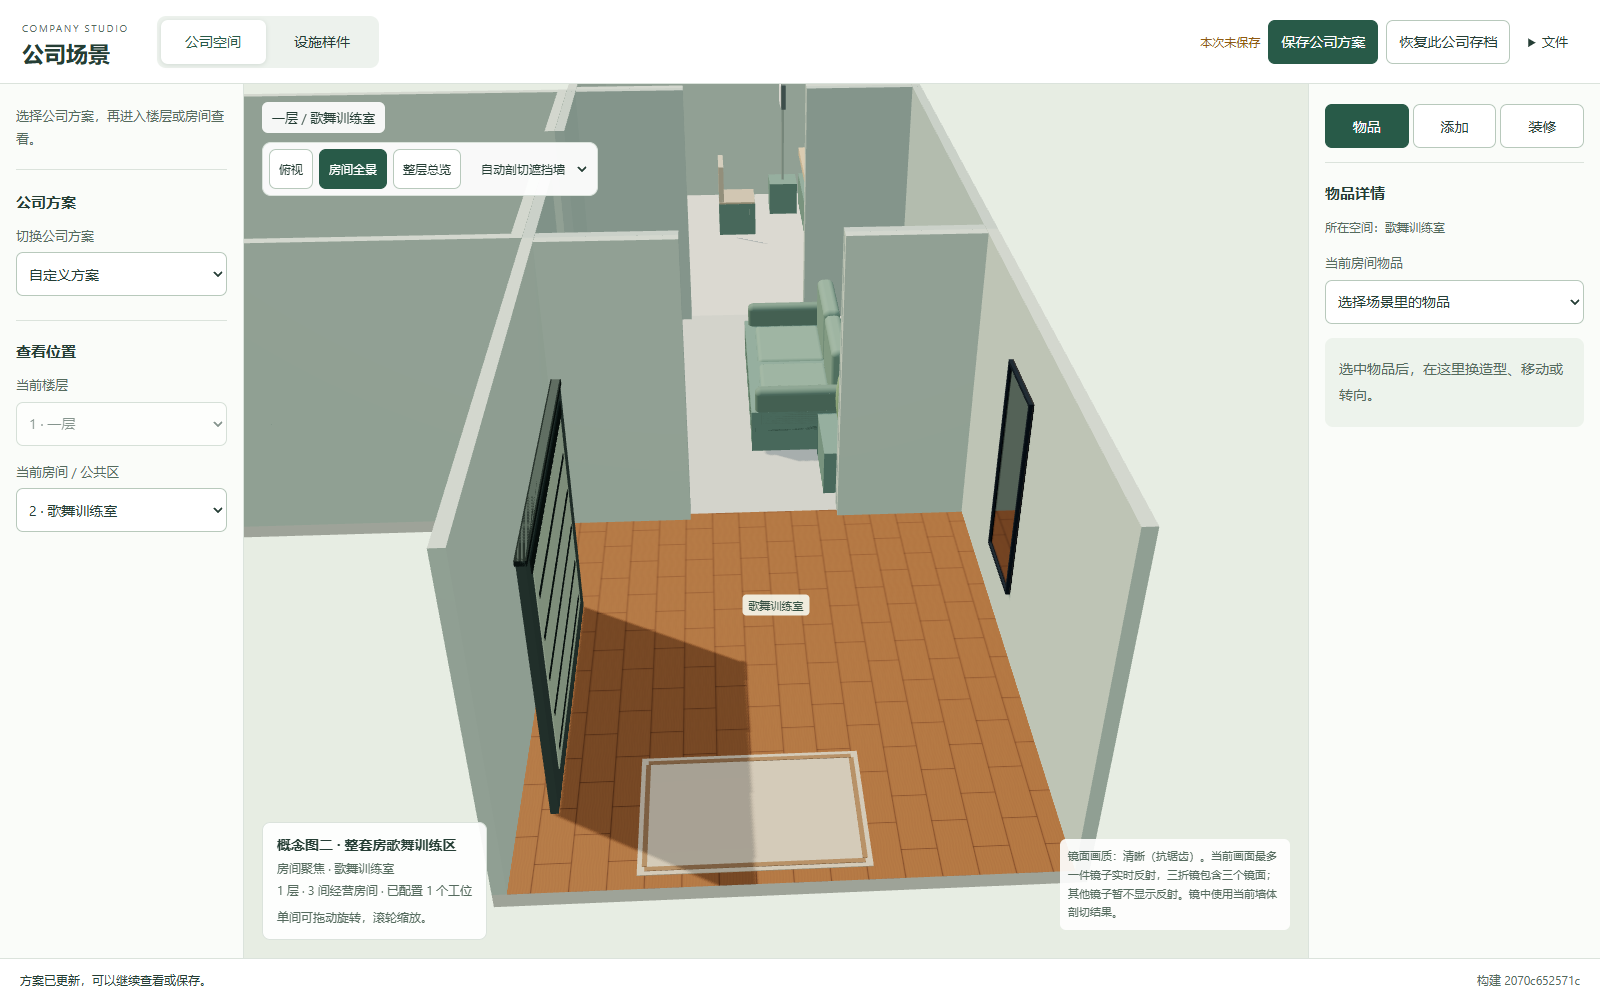 COMPANY STUDIO
公司场景
公司空间
设施样件
本次未保存
保存公司方案
恢复此公司存档
文件
选择公司方案，再进入楼层或房间查
看。
公司方案
切换公司方案
自定义方案
查看位置
当前楼层
1 · 一层
当前房间 / 公共区
2 · 歌舞训练室
一层 / 歌舞训练室
俯视
房间全景
整层总览
自动剖切遮挡墙
歌舞训练室
概念图二 · 整套房歌舞训练区
房间聚焦 · 歌舞训练室
1 层 · 3 间经营房间 · 已配置 1 个工位
单间可拖动旋转，滚轮缩放。
镜面画质：清晰（抗锯齿）。当前画面最多
一件镜子实时反射，三折镜包含三个镜面；
其他镜子暂不显示反射。镜中使用当前墙体
剖切结果。
物品
添加
装修
物品详情
所在空间：歌舞训练室
当前房间物品
选择场景里的物品
选中物品后，在这里换造型、移动或
转向。
方案已更新，可以继续查看或保存。
构建 2070c652571c